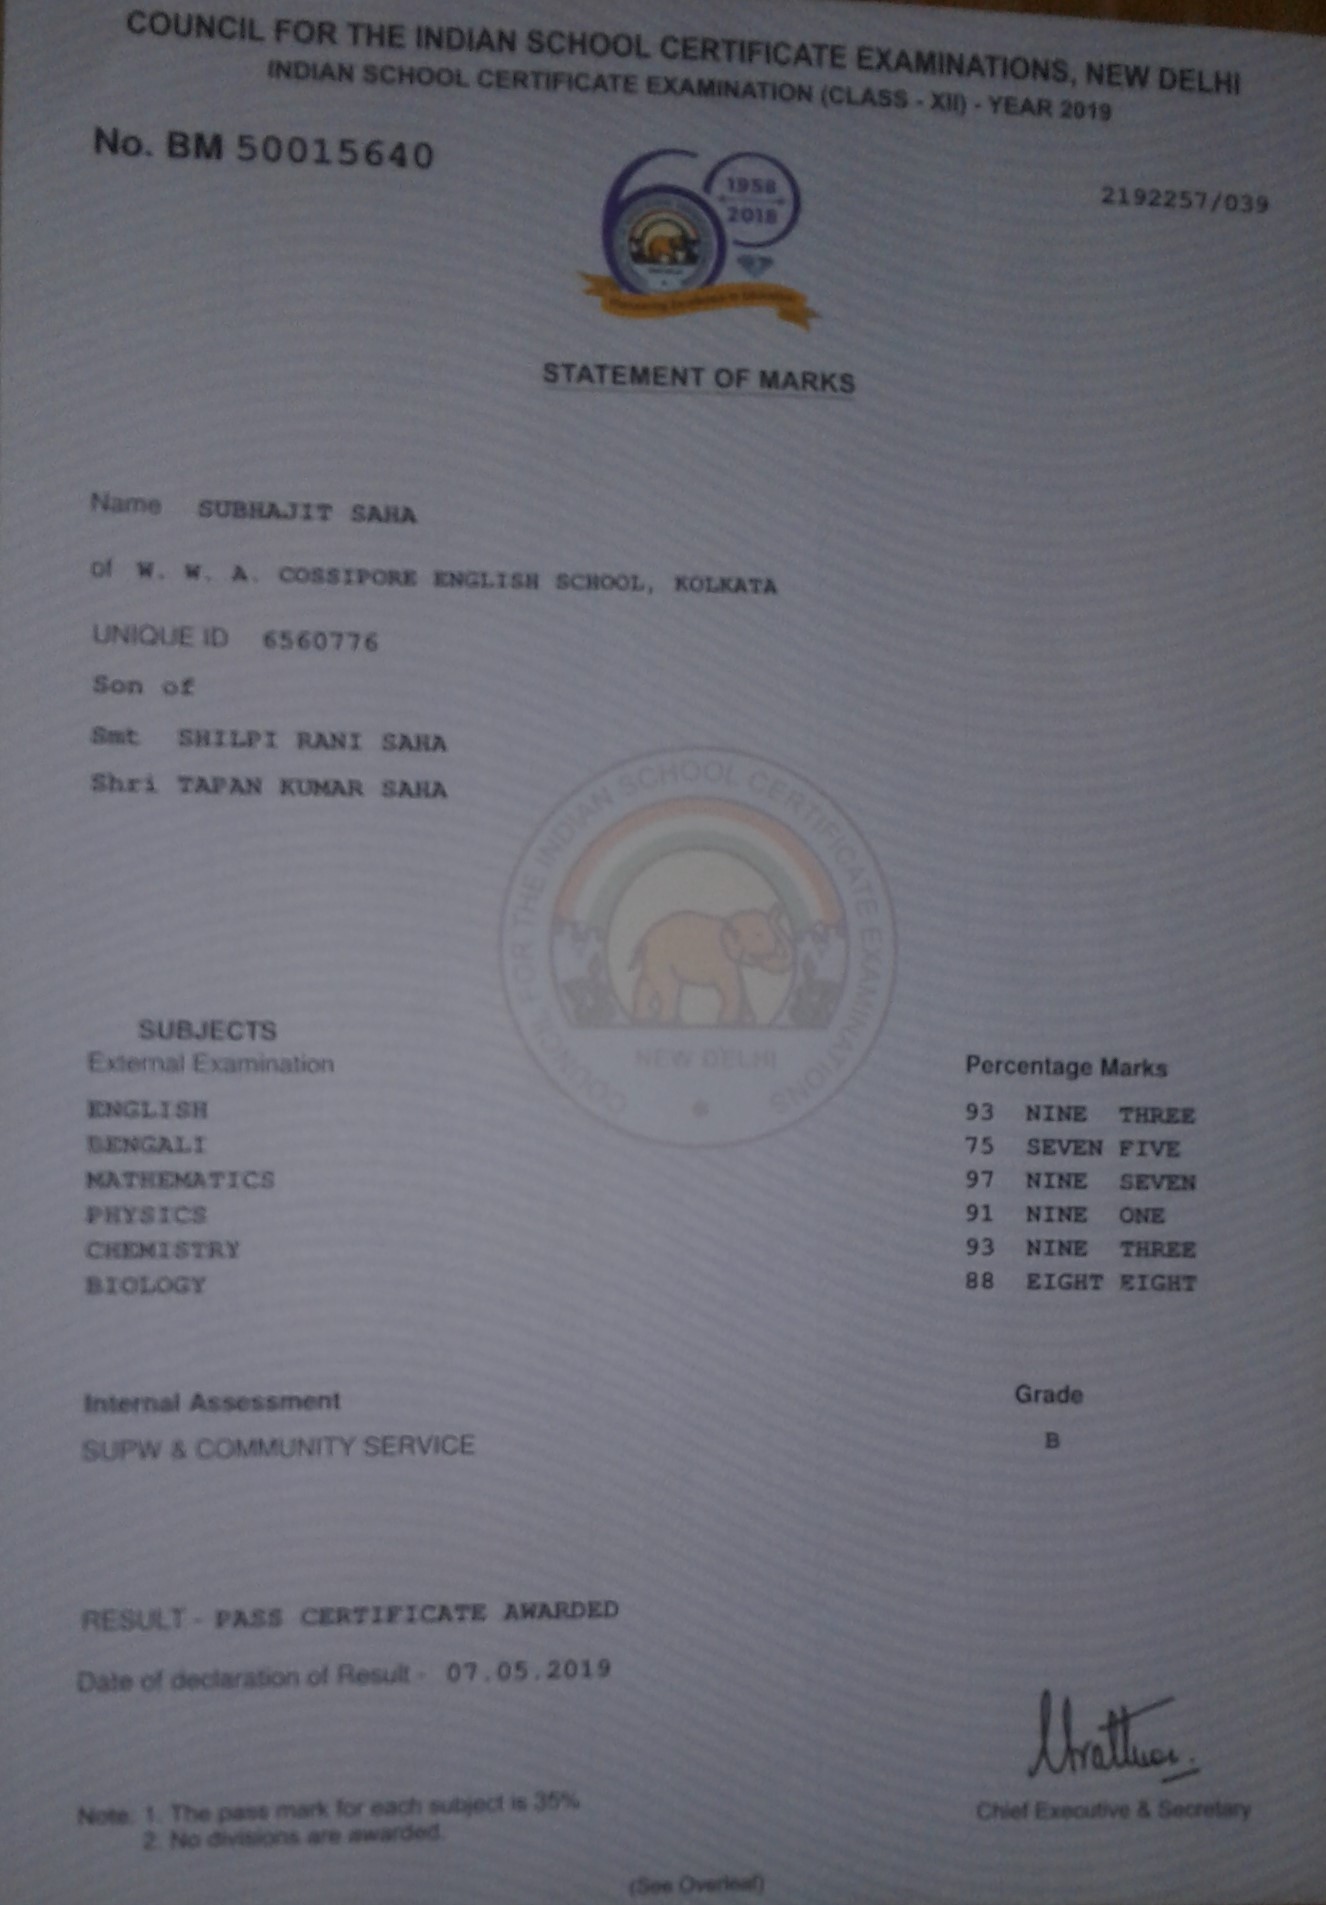 COUNCIL FOR THE INDIAN SCHOOL CERTIFICATE EXAMINATIONS, NEW DELHI
INDIAN SCHOOL CERTIFICATE EXAMINATION (CLASS - XII) - YEAR 2019
No. BM 50015640
2192257/039
1958
2018
STATEMENT OF MARKS
Name SUBHAJIT SAHA
of W. W. A. COSSIPORE ENGLISH SCHOOL, KOLKATA
UNIQUE ID 6560776
Son of
Smt SHILPI RANI SAHA
Shri TAPAN KUMAR SAHA
COUNCIL FOR THE INDIAN SCHOOL CERTIFICATE EXAMINATIONS
NEW DELHI
SUBJECTS
External Examination Percentage Marks
ENGLISH 93 NINE THREE
BENGALI 75 SEVEN FIVE
MATHEMATICS 97 NINE SEVEN
PHYSICS 91 NINE ONE
CHEMISTRY 93 NINE THREE
BIOLOGY 88 EIGHT EIGHT
Internal Assessment Grade
SUPW & COMMUNITY SERVICE B
RESULT - PASS CERTIFICATE AWARDED
Date of declaration of Result - 07.05.2019
Chief Executive & Secretary
Note: 1. The pass mark for each subject is 35%
2. No divisions are awarded.
(See Overleaf)